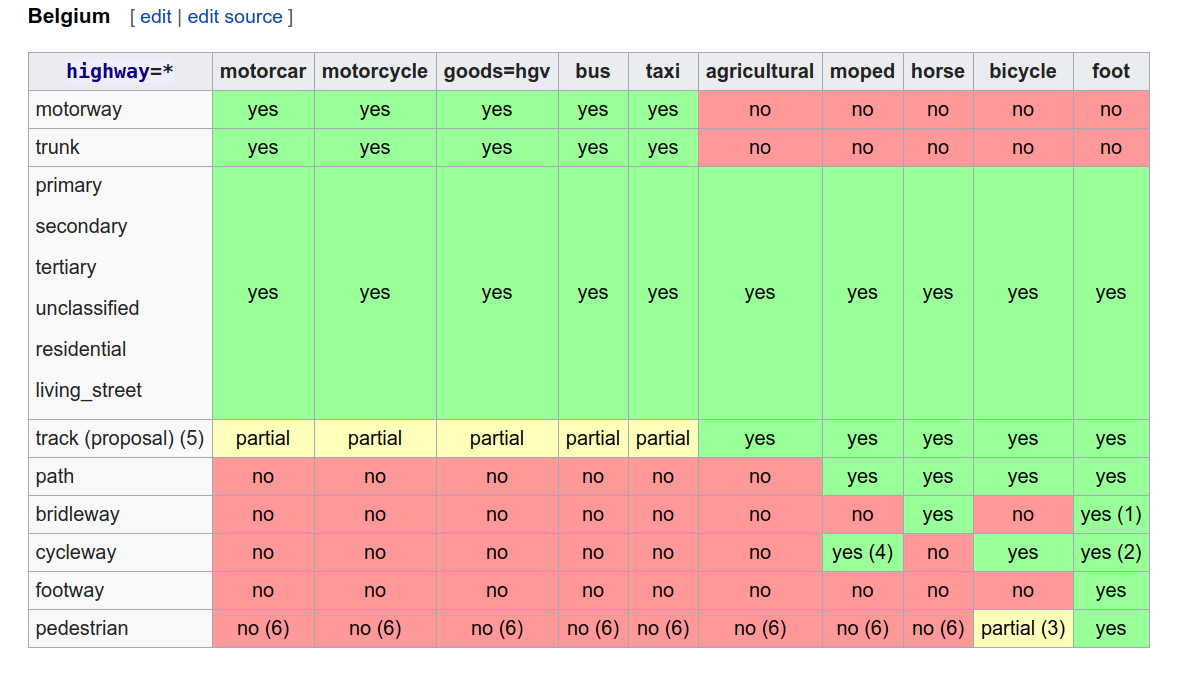 Belgium [ edit | edit source ]
highway=* motorcar motorcycle goods=hgv bus taxi agricultural moped horse bicycle foot
motorway yes yes yes yes yes no no no no no
trunk yes yes yes yes yes no no no no no
primary
secondary
tertiary
unclassified
yes yes yes yes yes yes yes yes yes yes
residential
living_street
track (proposal) (5) partial partial partial partial partial yes yes yes yes yes
path no no no no no no yes yes yes yes
bridleway no no no no no no no yes no yes (1)
cycleway no no no no no no yes (4) no yes yes (2)
footway no no no no no no no no no yes
pedestrian no (6) no (6) no (6) no (6) no (6) no (6) no (6) no (6) partial (3) yes